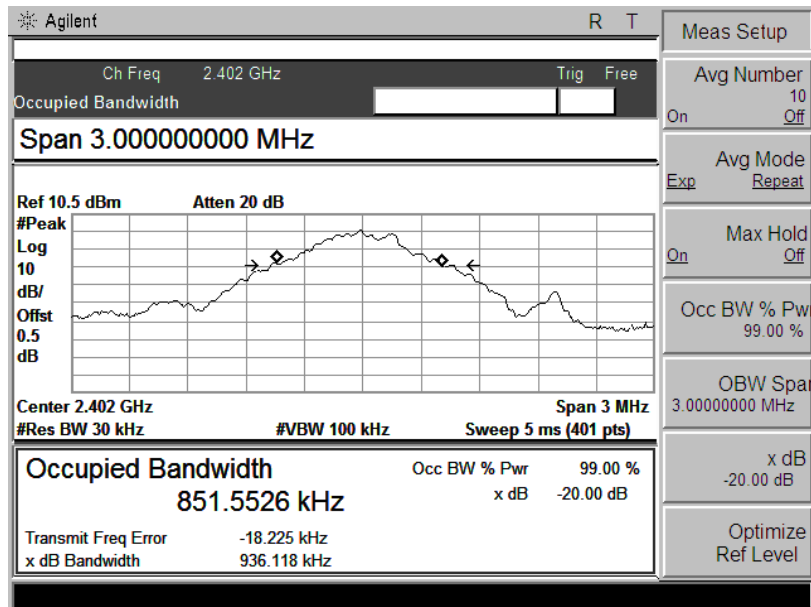 Agilent R T
Ch Freq 2.402 GHz Trig Free
Occupied Bandwidth
Span 3.000000000 MHz
Ref 10.5 dBm Atten 20 dB
#Peak
Log
10
dB/
Offst
0.5
dB
Center 2.402 GHz Span 3 MHz
#Res BW 30 kHz #VBW 100 kHz Sweep 5 ms (401 pts)
Occupied Bandwidth Occ BW % Pwr 99.00 %
851.5526 kHz x dB -20.00 dB
Transmit Freq Error -18.225 kHz
x dB Bandwidth 936.118 kHz
Meas Setup
Avg Number
10
On Off
Avg Mode
Exp Repeat
Max Hold
On Off
Occ BW % Pwr
99.00 %
OBW Spar
3.00000000 MHz
x dB
-20.00 dB
Optimize
Ref Level